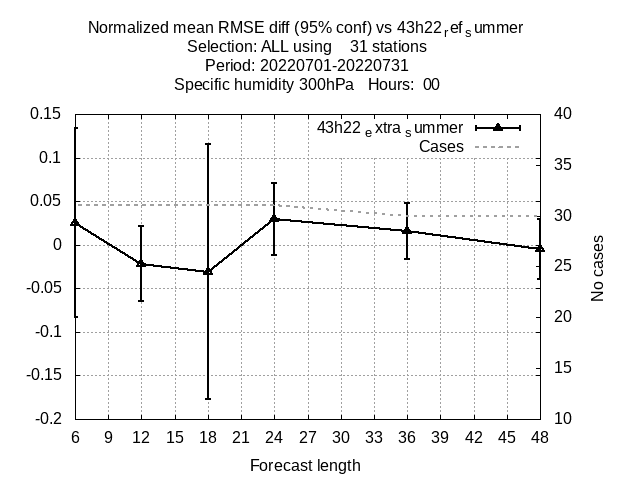 Normalized mean RMSE diff (95% conf) vs 43h22refsummer
Selection: ALL using 31 stations
Period: 20220701-20220731
Specific humidity 300hPa Hours: 00
43h22extrasummer
Cases
0.15
0.1
0.05
0
-0.05
-0.1
-0.15
-0.2
40
35
30
25
20
15
10
No cases
6 9 12 15 18 21 24 27 30 33 36 39 42 45 48
Forecast length